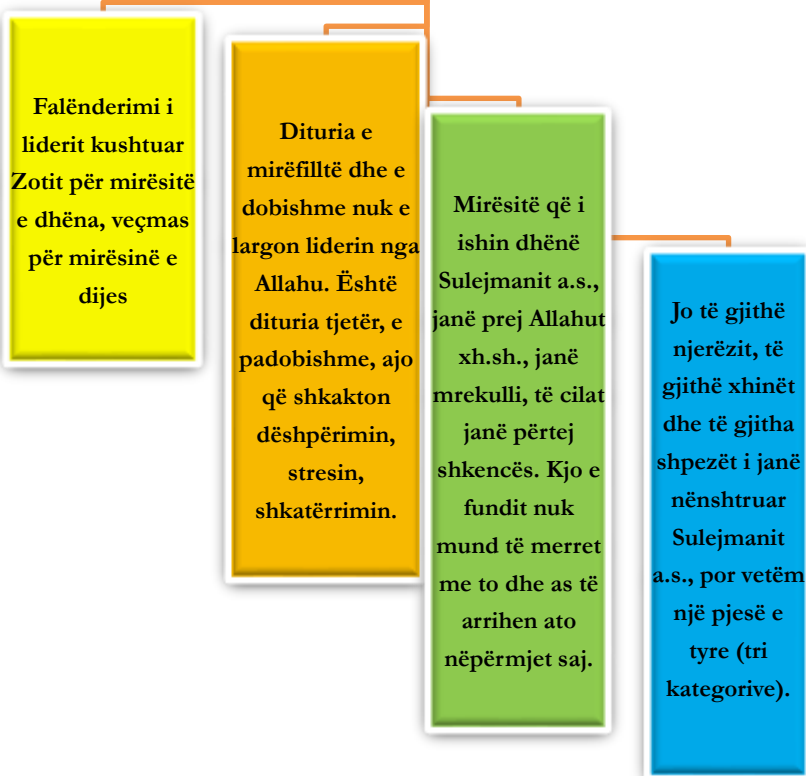 Falënderimi i
liderit kushtuar
Zotit për mirësitë
e dhëna, veçmas
për mirësinë e
dijes
Dituria e
mirëfilltë dhe e
dobishme nuk e
largon liderin nga
Allahu. Është
dituria tjetër, e
padobishme, ajo
që shkakton
dëshpërimin,
stresin,
shkatërrimin.
Mirësitë që i
ishin dhënë
Sulejmanit a.s.,
janë prej Allahut
xh.sh., janë
mrekulli, të cilat
janë përtej
shkencës. Kjo e
fundit nuk
mund të merret
me to dhe as të
arrihen ato
nëpërmjet saj.
Jo të gjithë
njerëzit, të
gjithë xhinët
dhe të gjitha
shpezët i janë
nënshtruar
Sulejmanit
a.s., por vetëm
një pjesë e
tyre (tri
kategorive).